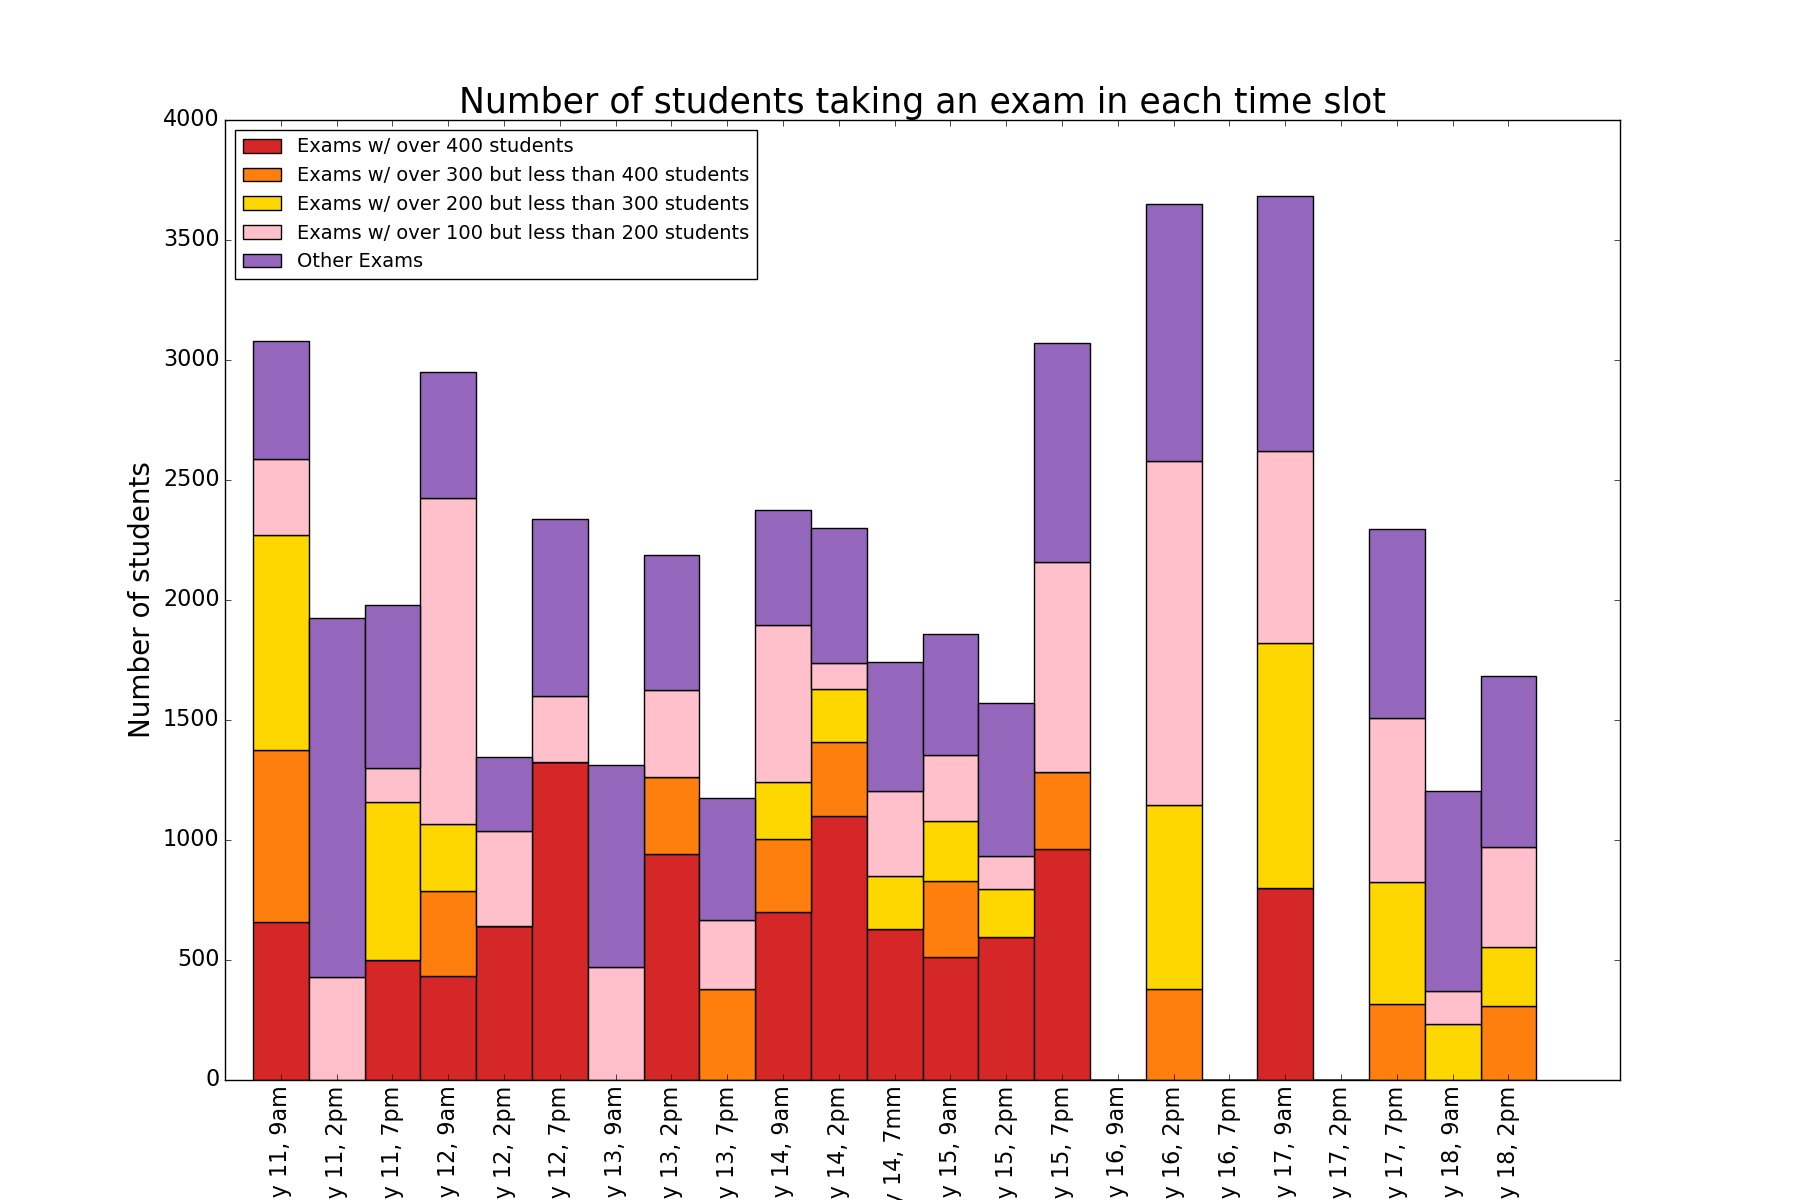 Number of students taking an exam in each time slot
Exams w/ over 400 students
Exams w/ over 300 but less than 400 students
Exams w/ over 200 but less than 300 students
Exams w/ over 100 but less than 200 students
Other Exams
Number of students
4000
3500
3000
2500
2000
1500
1000
500
0
y 11, 9am
y 11, 2pm
y 11, 7pm
y 12, 9am
y 12, 2pm
y 12, 7pm
y 13, 9am
y 13, 2pm
y 13, 7pm
y 14, 9am
y 14, 2pm
y 14, 7mm
y 15, 9am
y 15, 2pm
y 15, 7pm
y 16, 9am
y 16, 2pm
y 16, 7pm
y 17, 9am
y 17, 2pm
y 17, 7pm
y 18, 9am
y 18, 2pm